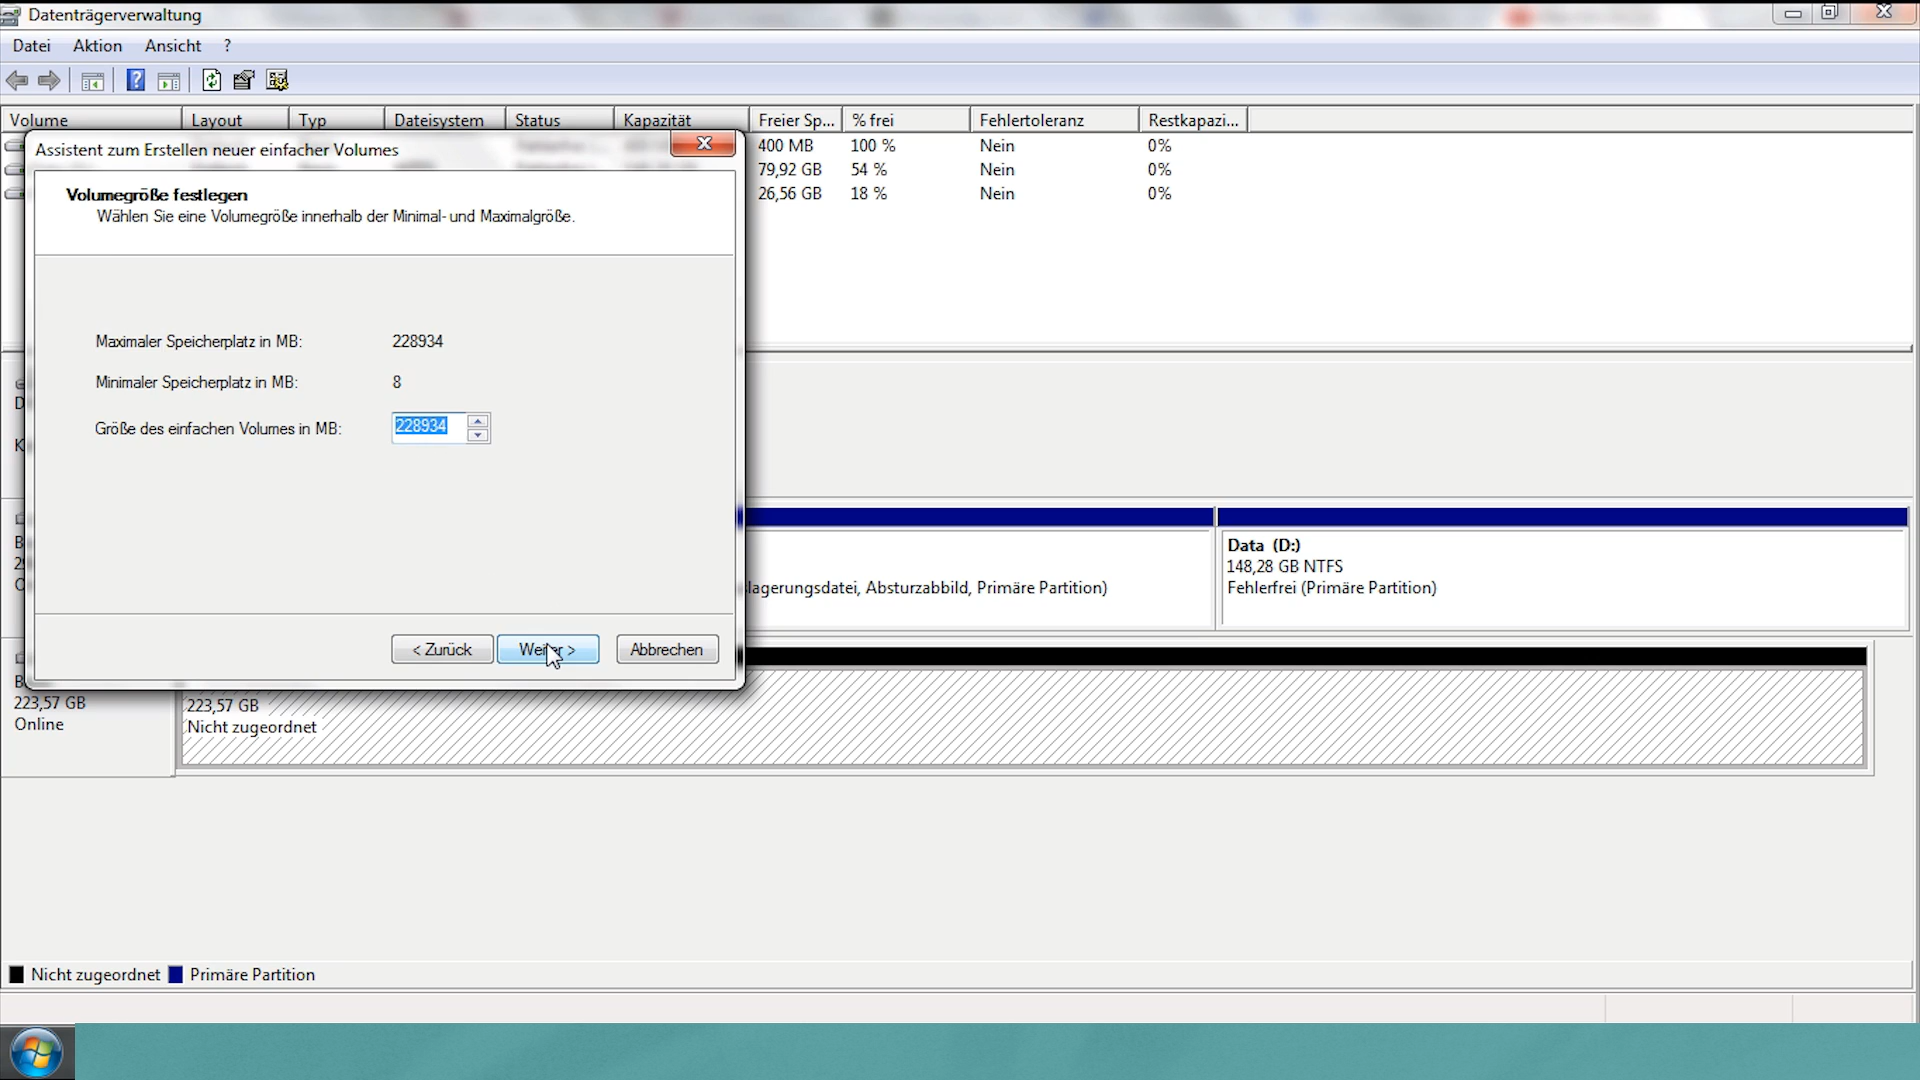 Datenträgerverwaltung
Datei Aktion Ansicht ?
Volume Layout Typ Dateisystem Status Kapazität Freier Sp... % frei Fehlertoleranz Restkapazi...
400 MB 100 % Nein 0%
79,92 GB 54 % Nein 0%
26,56 GB 18 % Nein 0%
Assistent zum Erstellen neuer einfacher Volumes
Volumegröße festlegen
Wählen Sie eine Volumegröße innerhalb der Minimal- und Maximalgröße.
Maximaler Speicherplatz in MB: 228934
Minimaler Speicherplatz in MB: 8
Größe des einfachen Volumes in MB: 228934
< Zurück Weiter > Abbrechen
Data (D:)
148,28 GB NTFS
lagerungsdatei, Absturzabbild, Primäre Partition) Fehlerfrei (Primäre Partition)
223,57 GB
Online
223,57 GB
Nicht zugeordnet
Nicht zugeordnet Primäre Partition